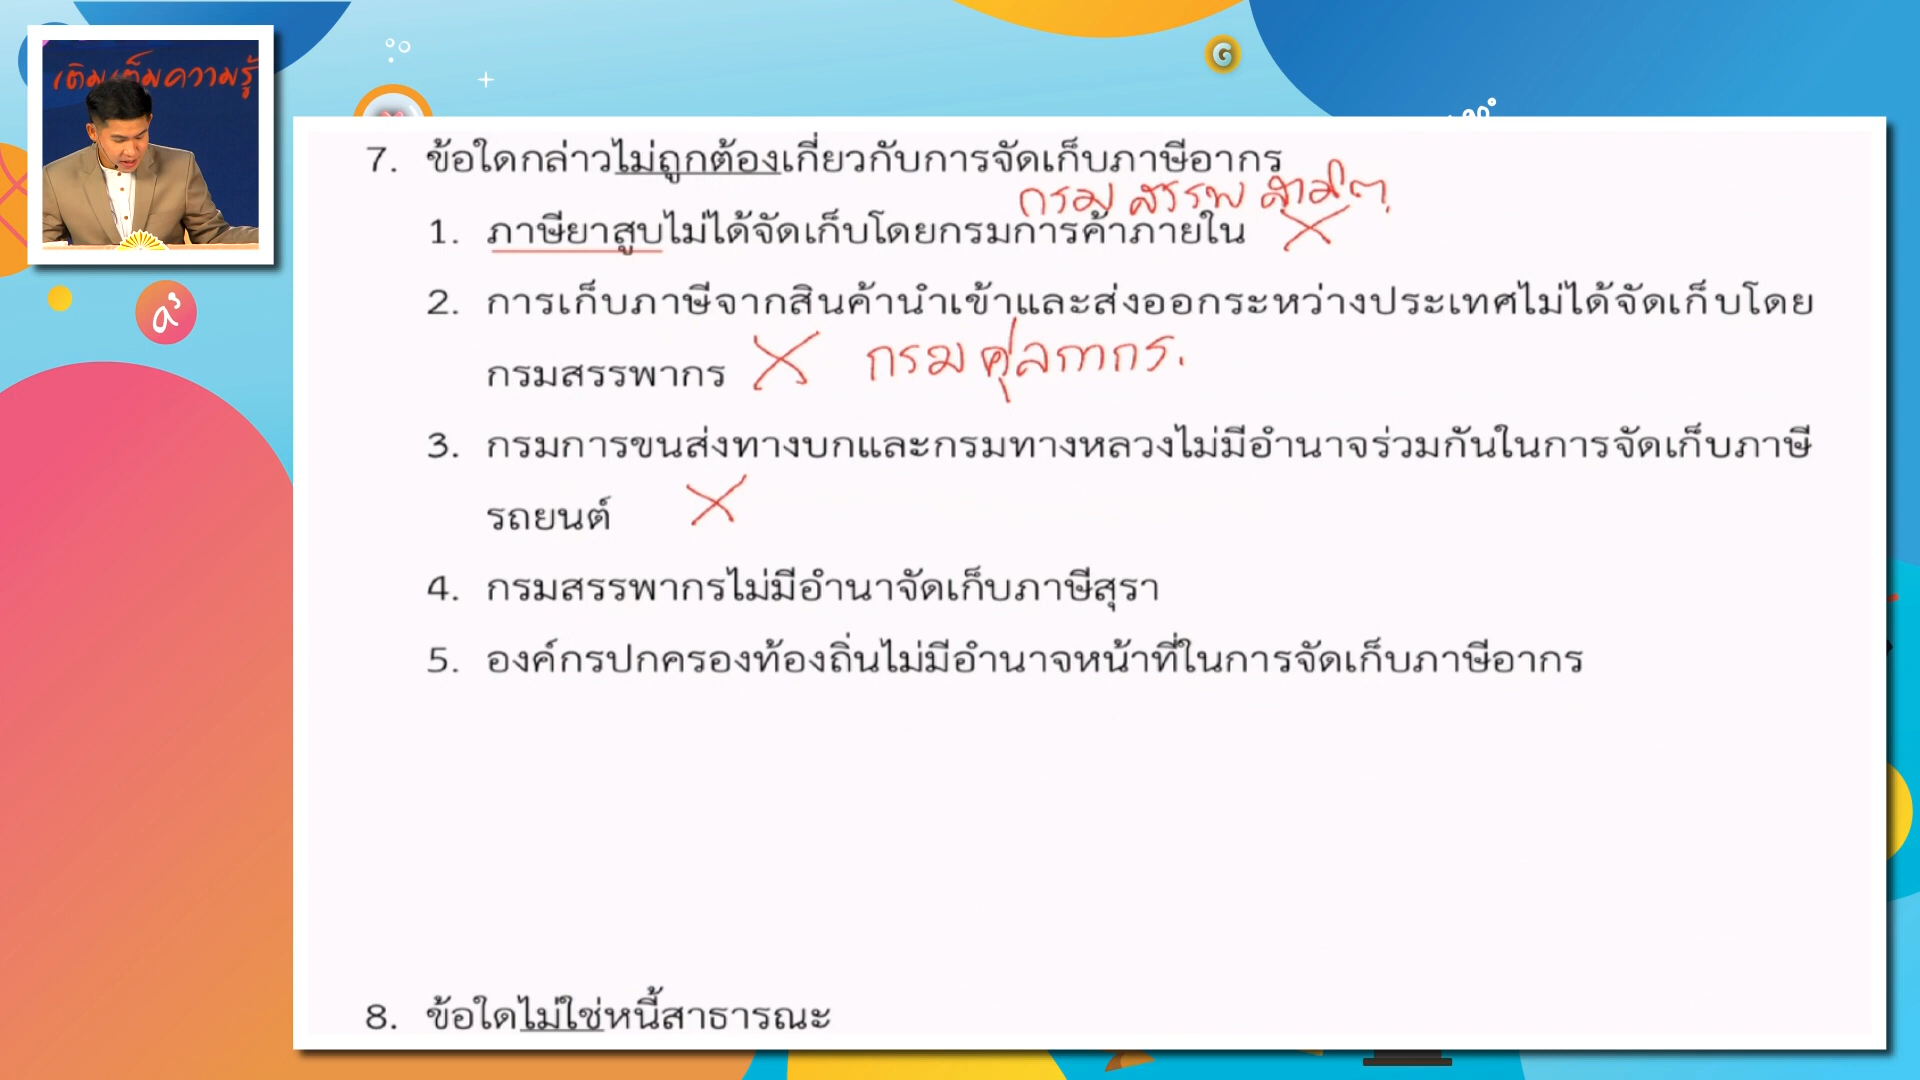 เติมเต็มความรู้
a³
7. ข้อใดกล่าวไม่ถูกต้องเกี่ยวกับการจัดเก็บภาษีอากร
กรม สรรพ สามิต
1. ภาษียาสูบไม่ได้จัดเก็บโดยกรมการค้าภายใน
2. การเก็บภาษีจากสินค้านำเข้าและส่งออกระหว่างประเทศไม่ได้จัดเก็บโดย
กรมสรรพากร กรมศุลกากร.
3. กรมการขนส่งทางบกและกรมทางหลวงไม่มีอำนาจร่วมกันในการจัดเก็บภาษี
รถยนต์
4. กรมสรรพากรไม่มีอำนาจัดเก็บภาษีสุรา
5. องค์กรปกครองท้องถิ่นไม่มีอำนาจหน้าที่ในการจัดเก็บภาษีอากร
8. ข้อใดไม่ใช่หนี้สาธารณะ